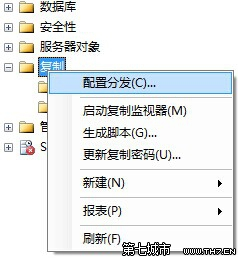 数据库
安全性
服务器对象
复制
配置分发(C)...
启动复制监视器(M)
生成脚本(G)...
更新复制密码(U)...
新建(N)
报表(P)
刷新(F)
管
S
第七城市 WWW.TH7.CN